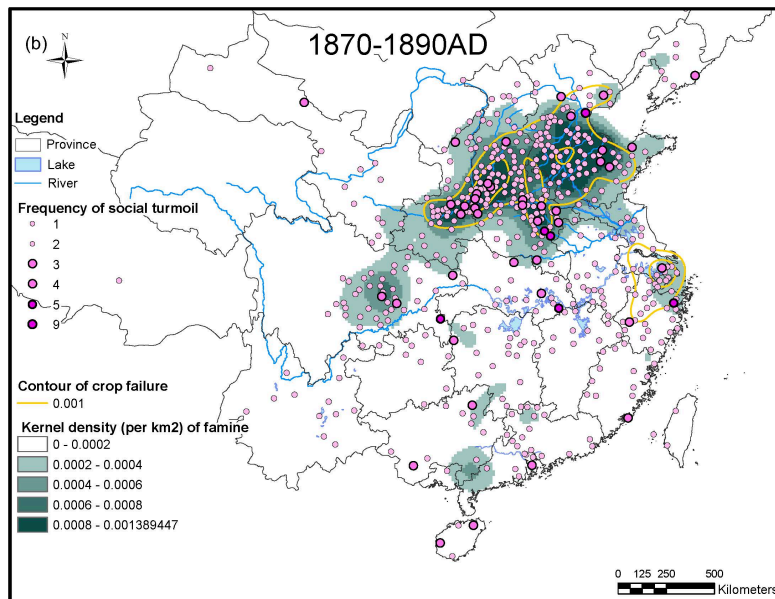 (b)
N
1870-1890AD
Legend
Province
Lake
River
Frequency of social turmoil
1
2
3
4
5
9
Contour of crop failure
0.001
Kernel density (per km2) of famine
0 - 0.0002
0.0002 - 0.0004
0.0004 - 0.0006
0.0006 - 0.0008
0.0008 - 0.001389447
0 125 250 500
Kilometers